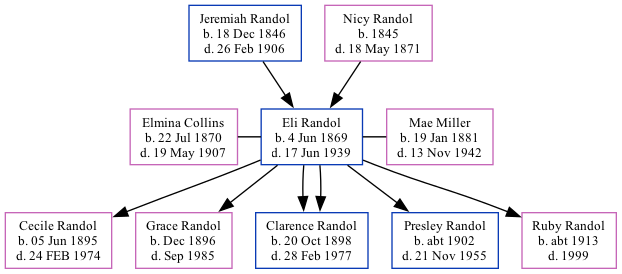 Jeremiah Randol
b. 18 Dec 1846
d. 26 Feb 1906
Nicy Randol
b. 1845
d. 18 May 1871
Elmina Collins
b. 22 Jul 1870
d. 19 May 1907
Eli Randol
b. 4 Jun 1869
d. 17 Jun 1939
Mae Miller
b. 19 Jan 1881
d. 13 Nov 1942
Cecile Randol
b. 05 Jun 1895
d. 24 FEB 1974
Grace Randol
b. Dec 1896
d. Sep 1985
Clarence Randol
b. 20 Oct 1898
d. 28 Feb 1977
Presley Randol
b. abt 1902
d. 21 Nov 1955
Ruby Randol
b. abt 1913
d. 1999